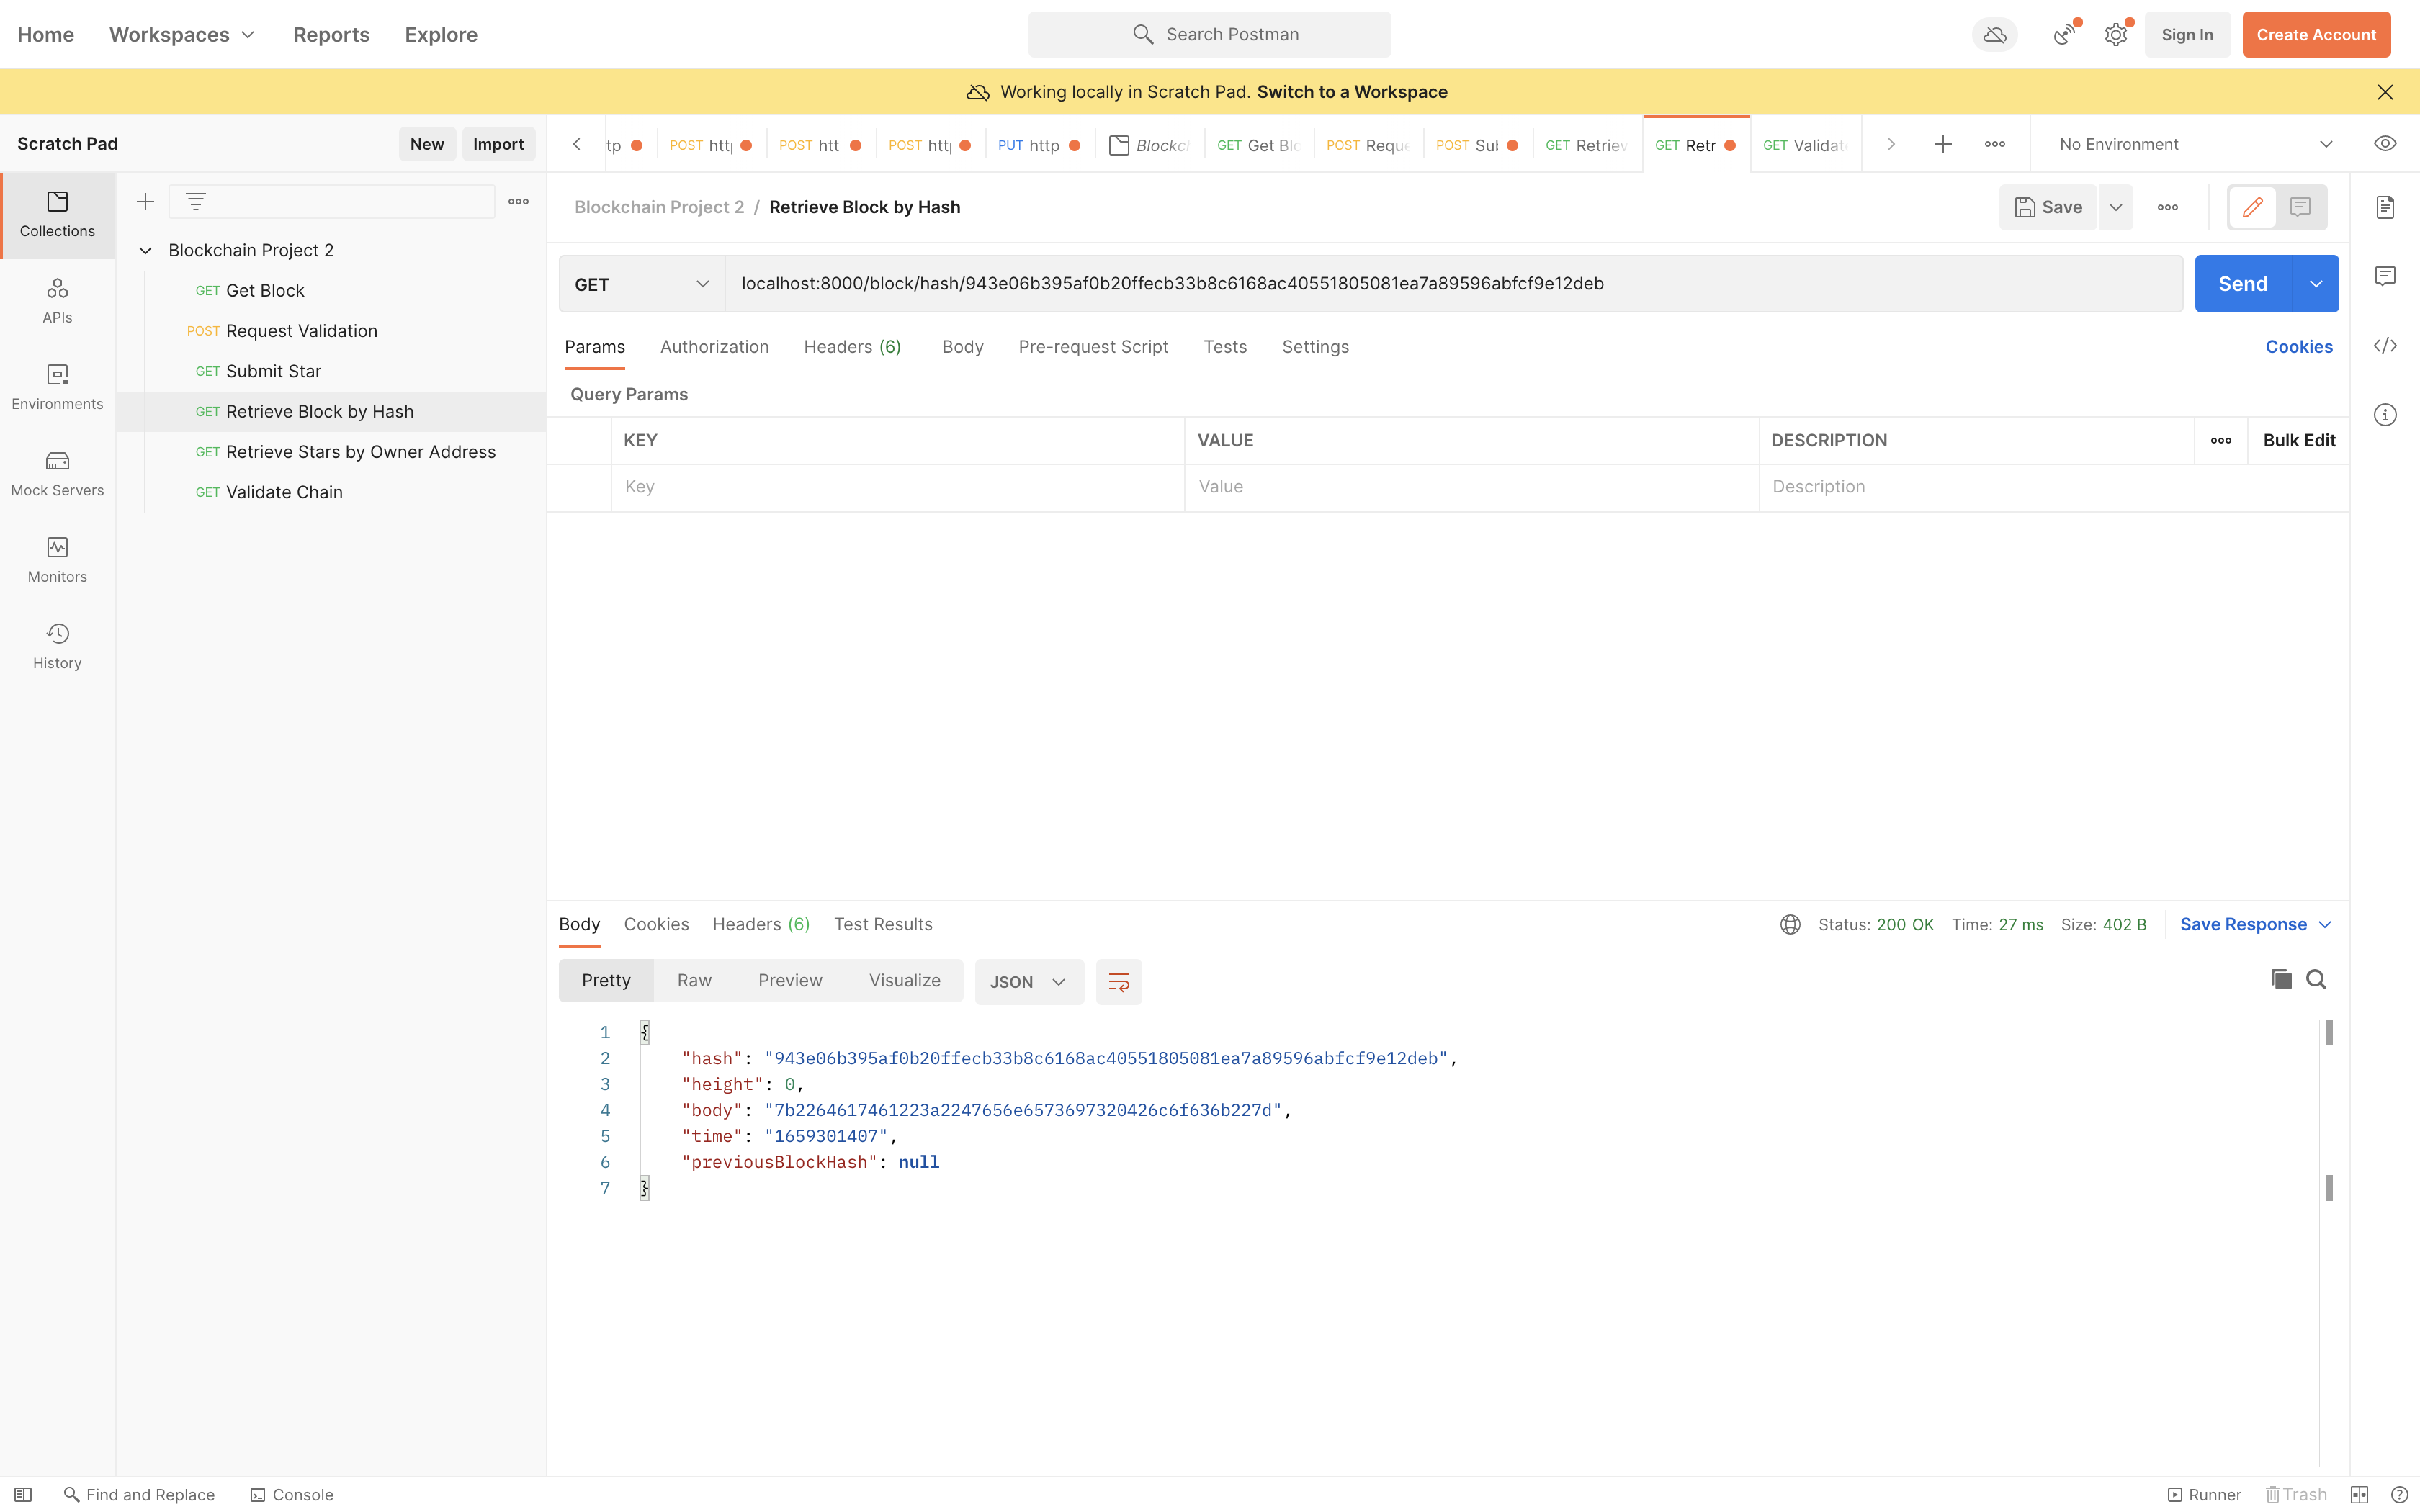 Home Workspaces Reports Explore Search Postman Sign In Create Account
Working locally in Scratch Pad. Switch to a Workspace
Scratch Pad New Import
tp POST htt POST htt POST htt PUT http Blockc GET Get Blo POST Reque POST Sul GET Retriev GET Retr GET Validat No Environment
Collections
APIs
Environments
Mock Servers
Monitors
History
Blockchain Project 2
GET Get Block
POST Request Validation
GET Submit Star
GET Retrieve Block by Hash
GET Retrieve Stars by Owner Address
GET Validate Chain
Blockchain Project 2 / Retrieve Block by Hash Save
GET localhost:8000/block/hash/943e06b395af0b20ffecb33b8c6168ac40551805081ea7a89596abfcf9e12deb Send
Params Authorization Headers (6) Body Pre-request Script Tests Settings Cookies
Query Params
KEY VALUE DESCRIPTION Bulk Edit
Key Value Description
Body Cookies Headers (6) Test Results Status: 200 OK Time: 27 ms Size: 402 B Save Response
Pretty Raw Preview Visualize JSON
1 {
2 "hash": "943e06b395af0b20ffecb33b8c6168ac40551805081ea7a89596abfcf9e12deb",
3 "height": 0,
4 "body": "7b2264617461223a2247656e6573697320426c6f636b227d",
5 "time": "1659301407",
6 "previousBlockHash": null
7 }
Find and Replace Console Runner Trash